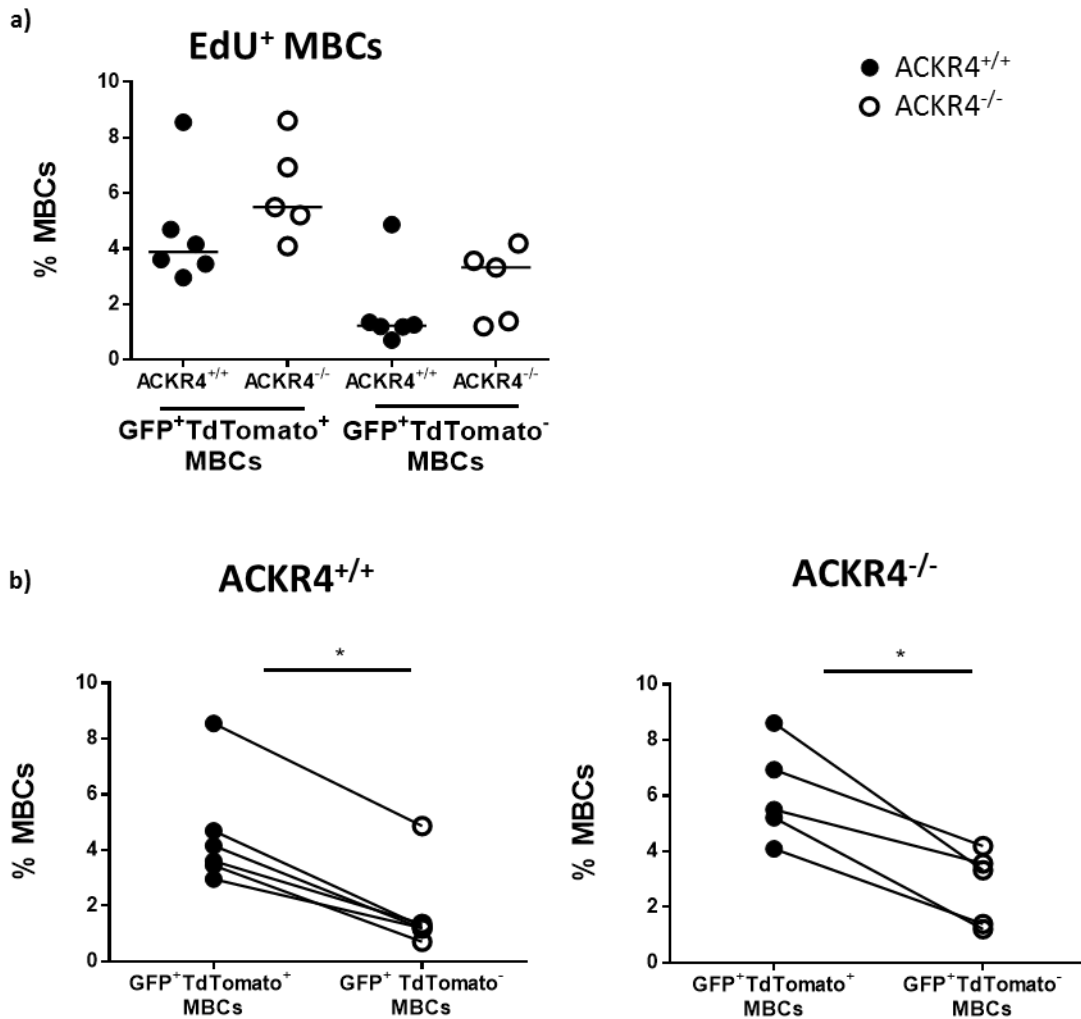 a)
EdU⁺ MBCs
ACKR4⁺/⁺
ACKR4⁻/⁻
% MBCs
10
8
6
4
2
0
ACKR4⁺/⁺ ACKR4⁻/⁻ ACKR4⁺/⁺ ACKR4⁻/⁻
GFP⁺TdTomato⁺ GFP⁺TdTomato⁻
MBCs MBCs
b)
ACKR4⁺/⁺
*
% MBCs
10
8
6
4
2
0
GFP⁺TdTomato⁺ GFP⁺ TdTomato⁻
MBCs MBCs
ACKR4⁻/⁻
*
% MBCs
10
8
6
4
2
0
GFP⁺TdTomato⁺ GFP⁺TdTomato⁻
MBCs MBCs